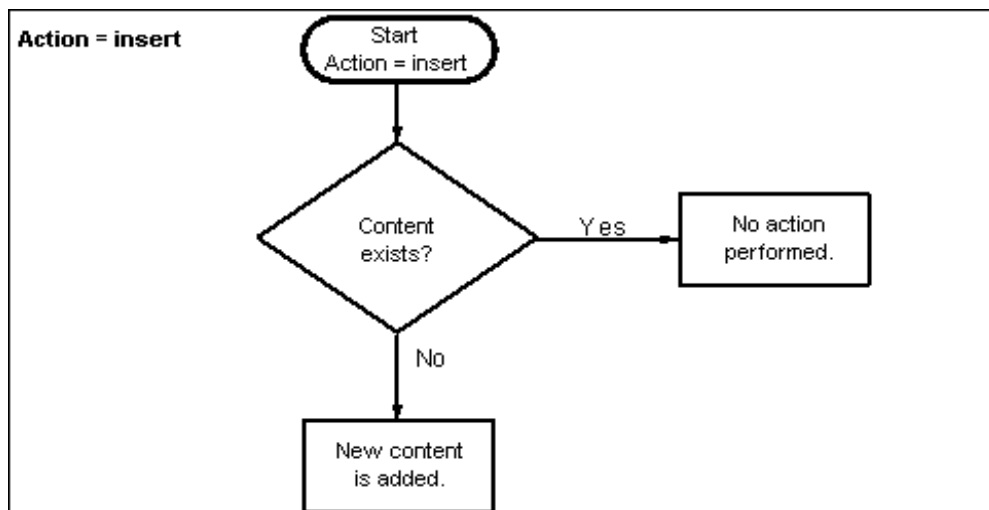 Action = insert
Start
Action = insert
Content
exists?
Yes
No action
performed.
No
New content
is added.